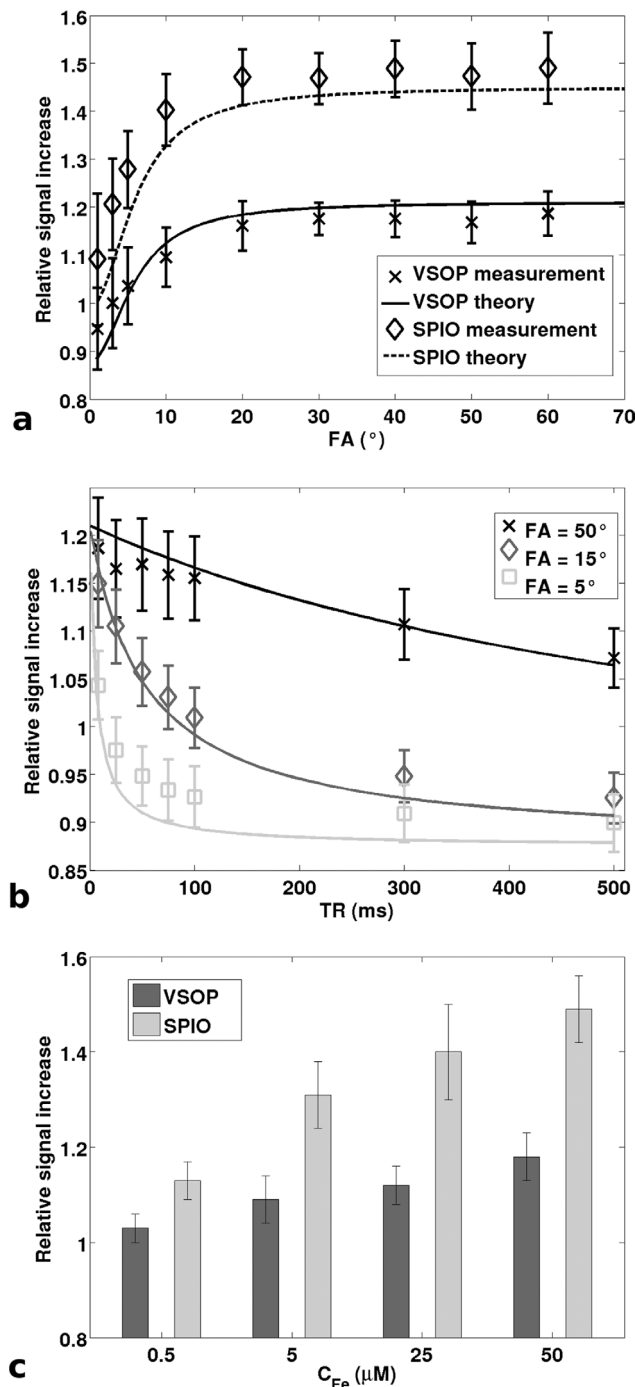 1.6
1.5
1.4
1.3
1.2
1.1
1
0.9
0.8
Relative signal increase
× VSOP measurement
VSOP theory
SPIO measurement
SPIO theory
0 10 20 30 40 50 60 70
FA (°)
a
1.2
1.15
1.1
1.05
1
0.95
0.9
0.85
Relative signal increase
× FA = 50°
FA = 15°
FA = 5°
0 100 200 300 400 500
TR (ms)
b
1.6
1.4
1.2
1
0.8
Relative signal increase
VSOP
SPIO
0.5 5 25 50
C_Fe (μM)
c